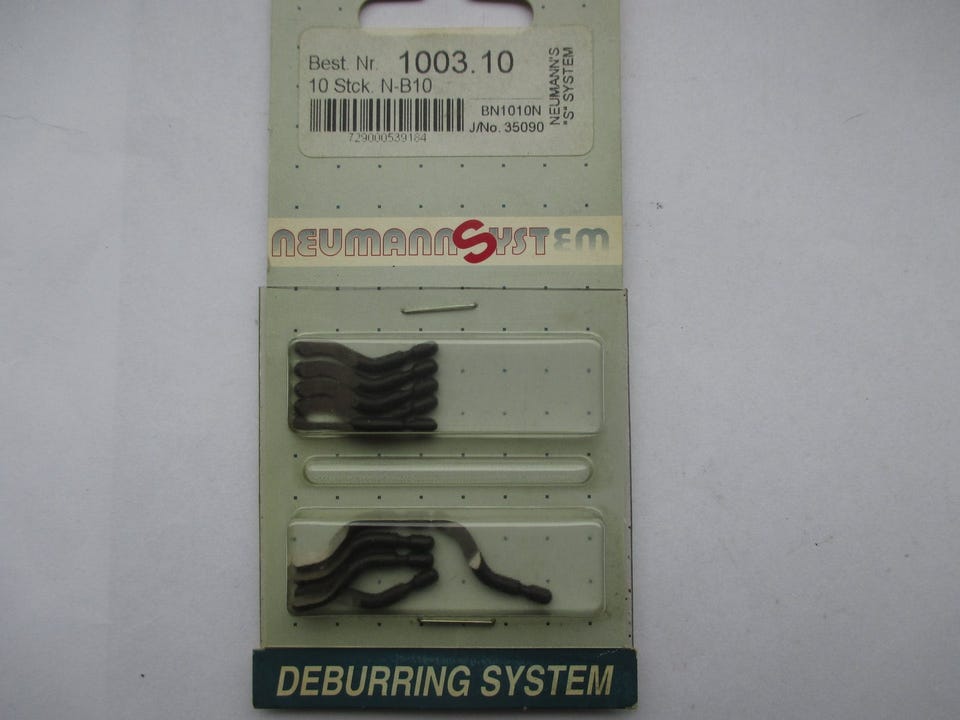 Best. Nr. 1003.10
10 Stck. N-B10
BN1010N
J/No. 35090
729000539184
NEUMANN'S
"S" SYSTEM
NEUMANNSYSTEM
DEBURRING SYSTEM